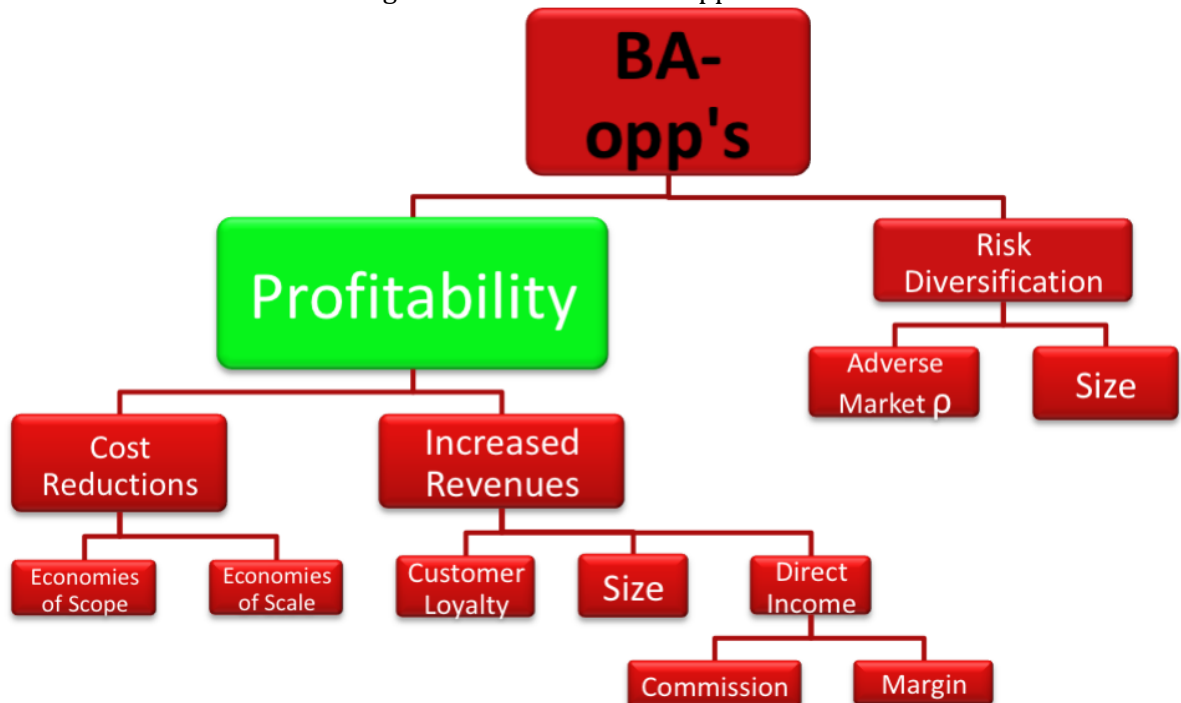 BA-
opp's
Profitability
Risk
Diversification
Adverse
Market ρ
Size
Cost
Reductions
Increased
Revenues
Economies
of Scope
Economies
of Scale
Customer
Loyalty
Size
Direct
Income
Commission
Margin